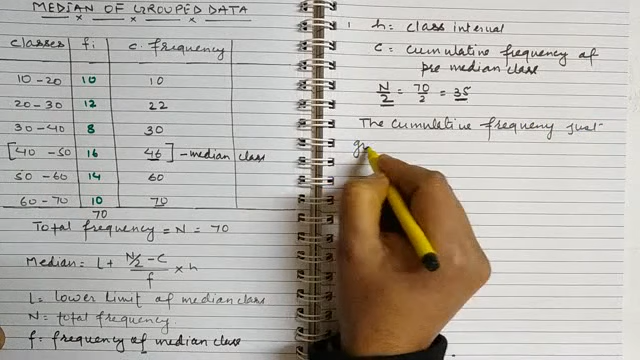 MEDIAN OF GROUPED DATA
classes fi c. frequency
10-20 10 10
20-30 12 22
30-40 8 30
[40-50 16 46] - median class
50-60 14 60
60-70 10 70
70
Total frequency = N = 70
Median = l + N/2 - C / f × h
l = lower limit of median class
N = total frequency.
f = frequency of median class
h = class interval
C = cumulative frequency of
pre median class
N/2 = 70/2 = 35
The cumulative frequency just
gr